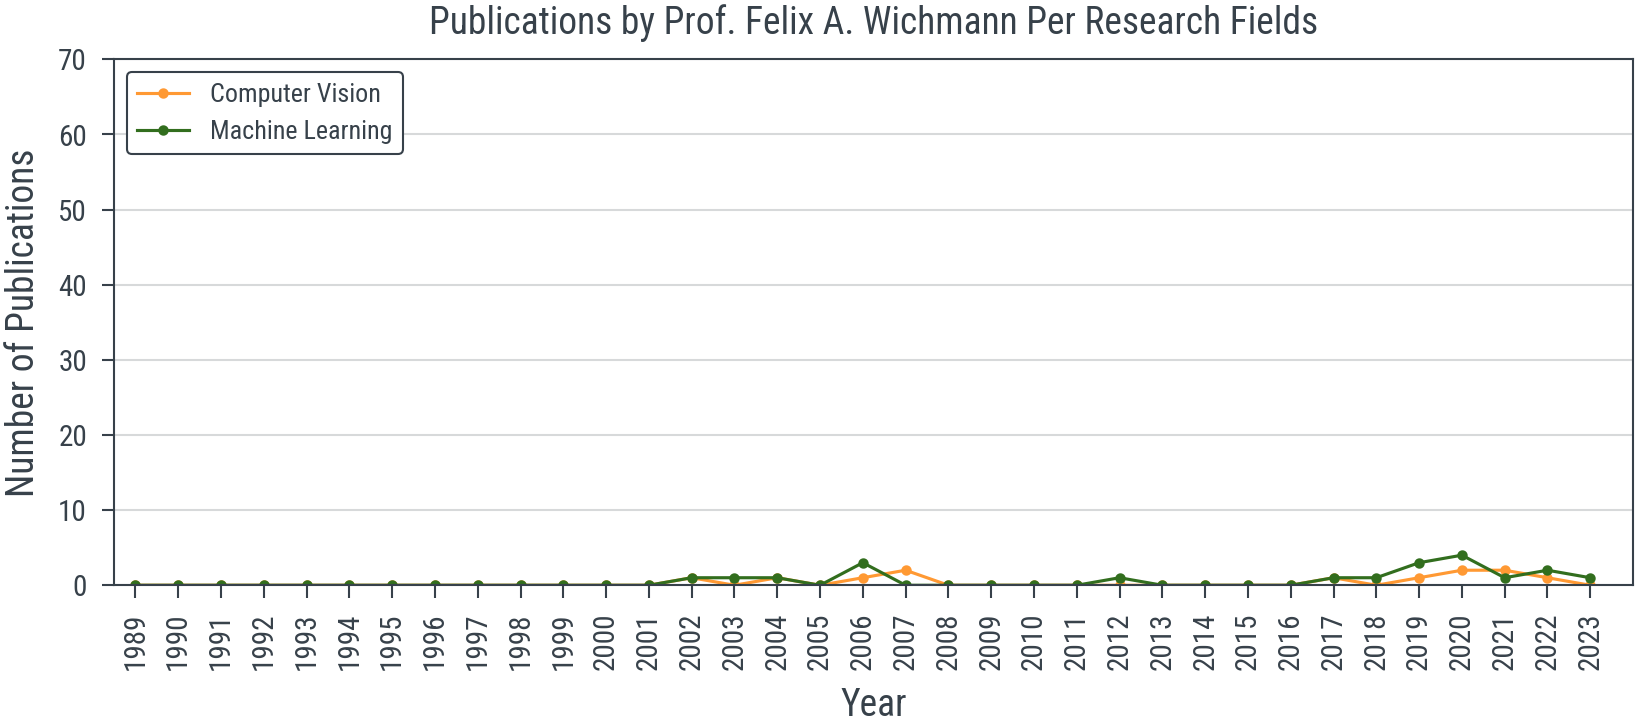 Publications by Prof. Felix A. Wichmann Per Research Fields
Number of Publications
70
60
50
40
30
20
10
0
Computer Vision
Machine Learning
1989 1990 1991 1992 1993 1994 1995 1996 1997 1998 1999 2000 2001 2002 2003 2004 2005 2006 2007 2008 2009 2010 2011 2012 2013 2014 2015 2016 2017 2018 2019 2020 2021 2022 2023
Year